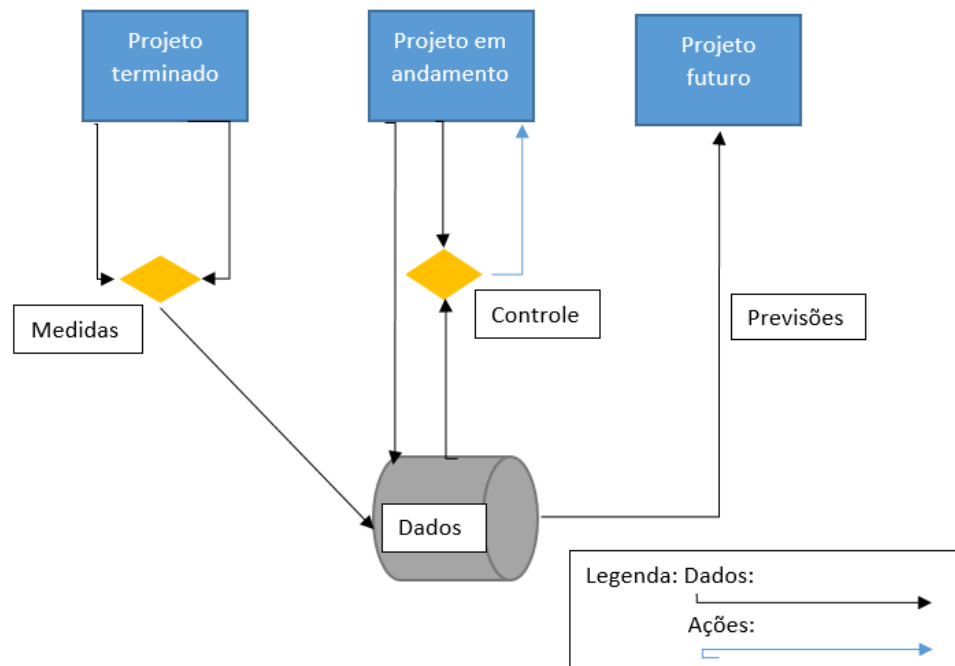 Projeto
terminado
Projeto em
andamento
Projeto
futuro
Medidas
Controle
Previsões
Dados
Legenda: Dados:
Ações: